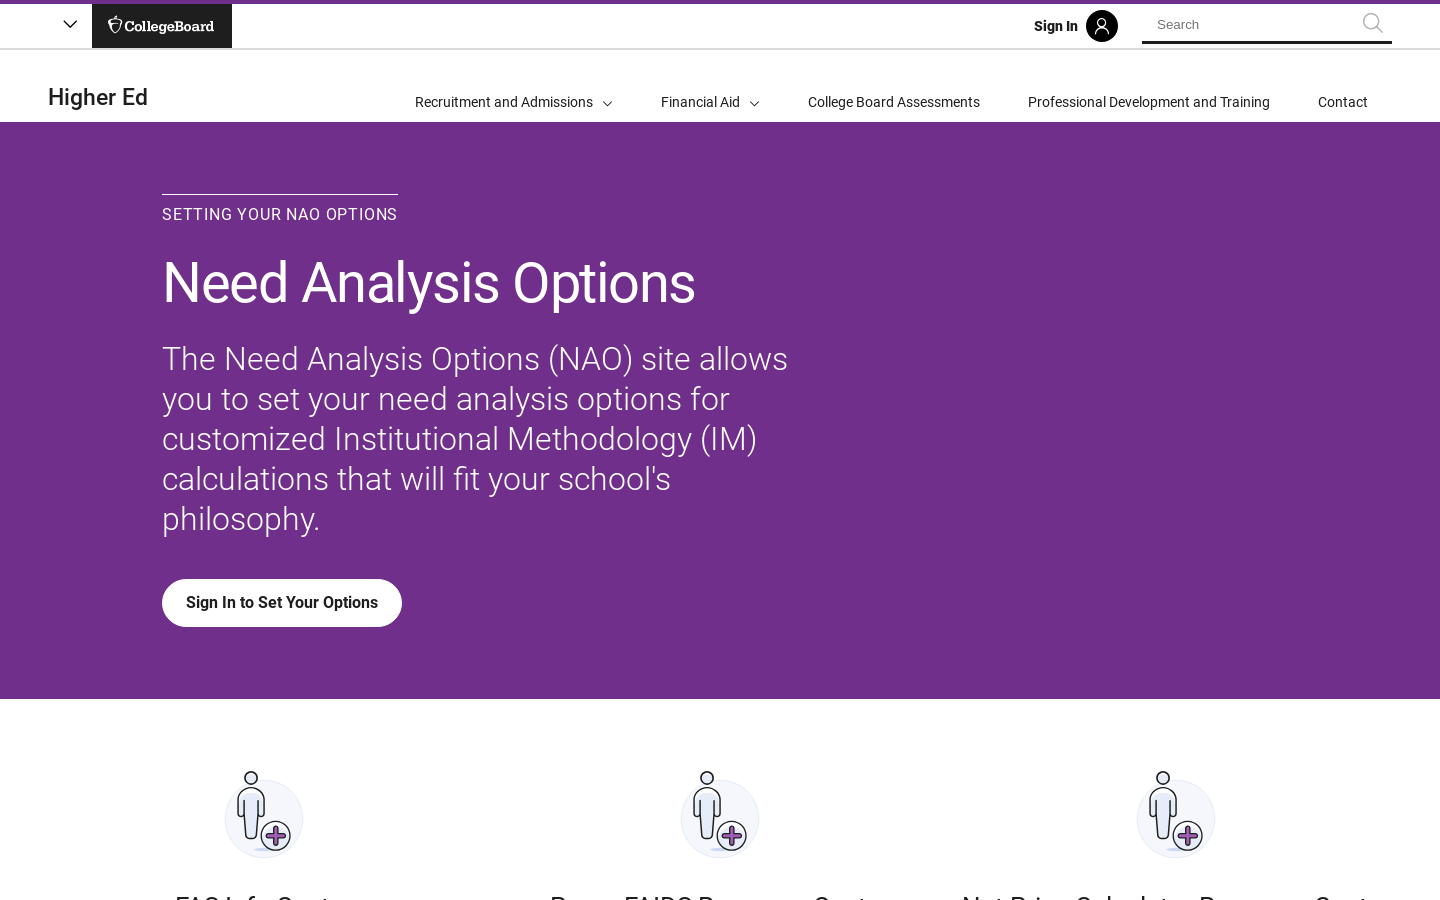 CollegeBoard
Sign In
Search
Higher Ed
Recruitment and Admissions
Financial Aid
College Board Assessments
Professional Development and Training
Contact
SETTING YOUR NAO OPTIONS
Need Analysis Options
The Need Analysis Options (NAO) site allows
you to set your need analysis options for
customized Institutional Methodology (IM)
calculations that will fit your school's
philosophy.
Sign In to Set Your Options